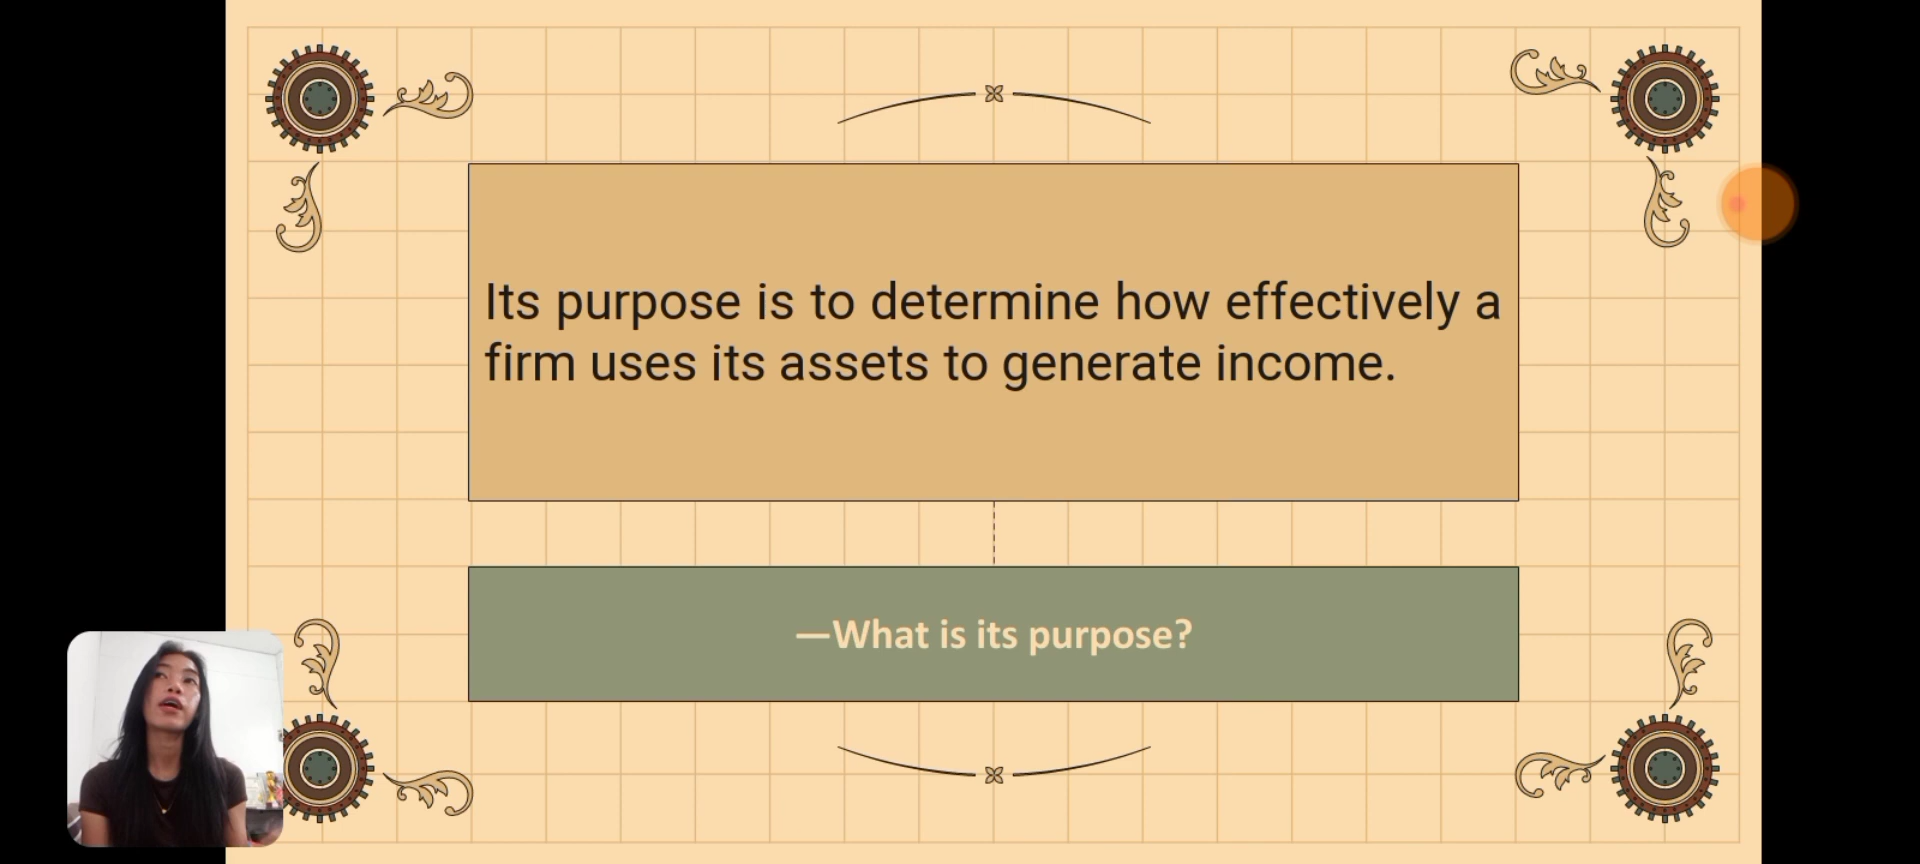 Its purpose is to determine how effectively a
firm uses its assets to generate income.
—What is its purpose?